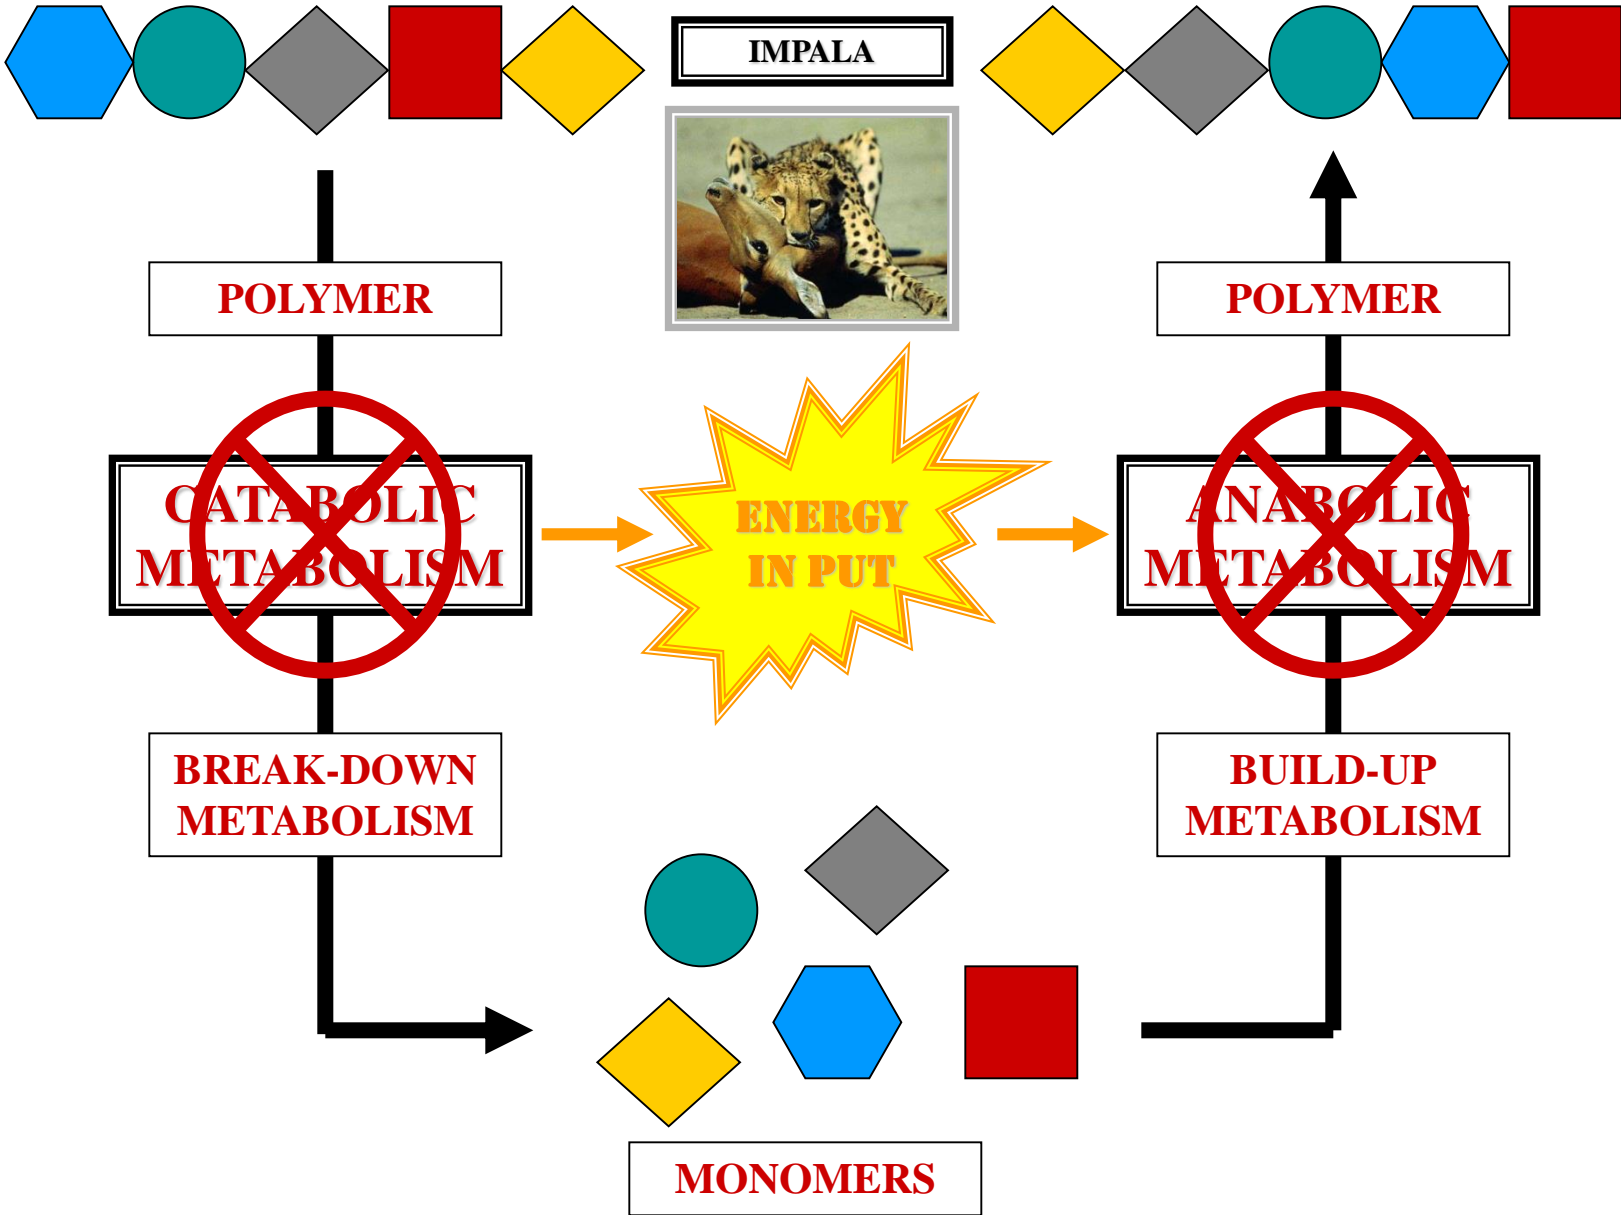 IMPALA
POLYMER
POLYMER
CATABOLIC
METABOLISM
ENERGY
IN PUT
ANABOLIC
METABOLISM
BREAK-DOWN
METABOLISM
BUILD-UP
METABOLISM
MONOMERS